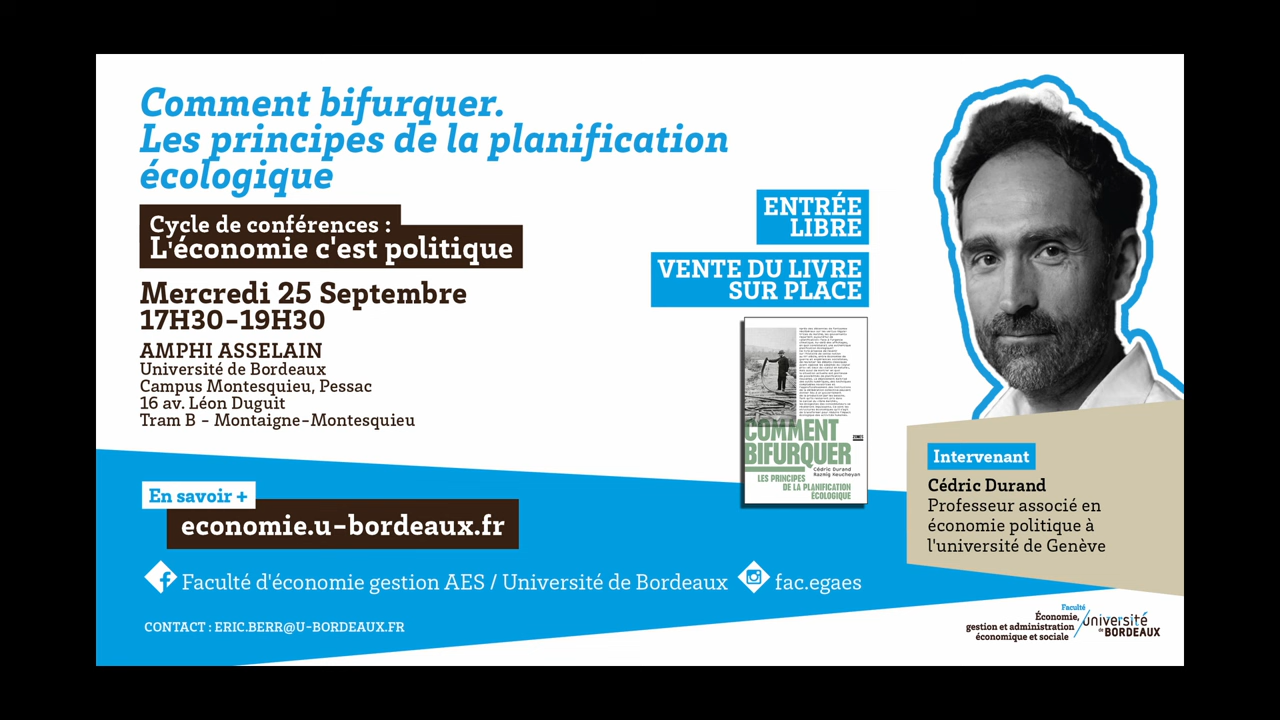 Comment bifurquer.
Les principes de la planification
écologique
Cycle de conférences :
L'économie c'est politique
Mercredi 25 Septembre
17H30-19H30
AMPHI ASSELAIN
Université de Bordeaux
Campus Montesquieu, Pessac
16 av. Léon Duguit
Tram B - Montaigne-Montesquieu
ENTRÉE
LIBRE
VENTE DU LIVRE
SUR PLACE
COMMENT
BIFURQUER
ZONES
Cédric Durand
Razmig Keucheyan
LES PRINCIPES
DE LA PLANIFICATION
ÉCOLOGIQUE
Intervenant
Cédric Durand
Professeur associé en
économie politique à
l'université de Genève
En savoir +
economie.u-bordeaux.fr
Faculté d'économie gestion AES / Université de Bordeaux
fac.egaes
CONTACT : ERIC.BERR@U-BORDEAUX.FR
Faculté
Économie,
gestion et administration
économique et sociale
université
de BORDEAUX